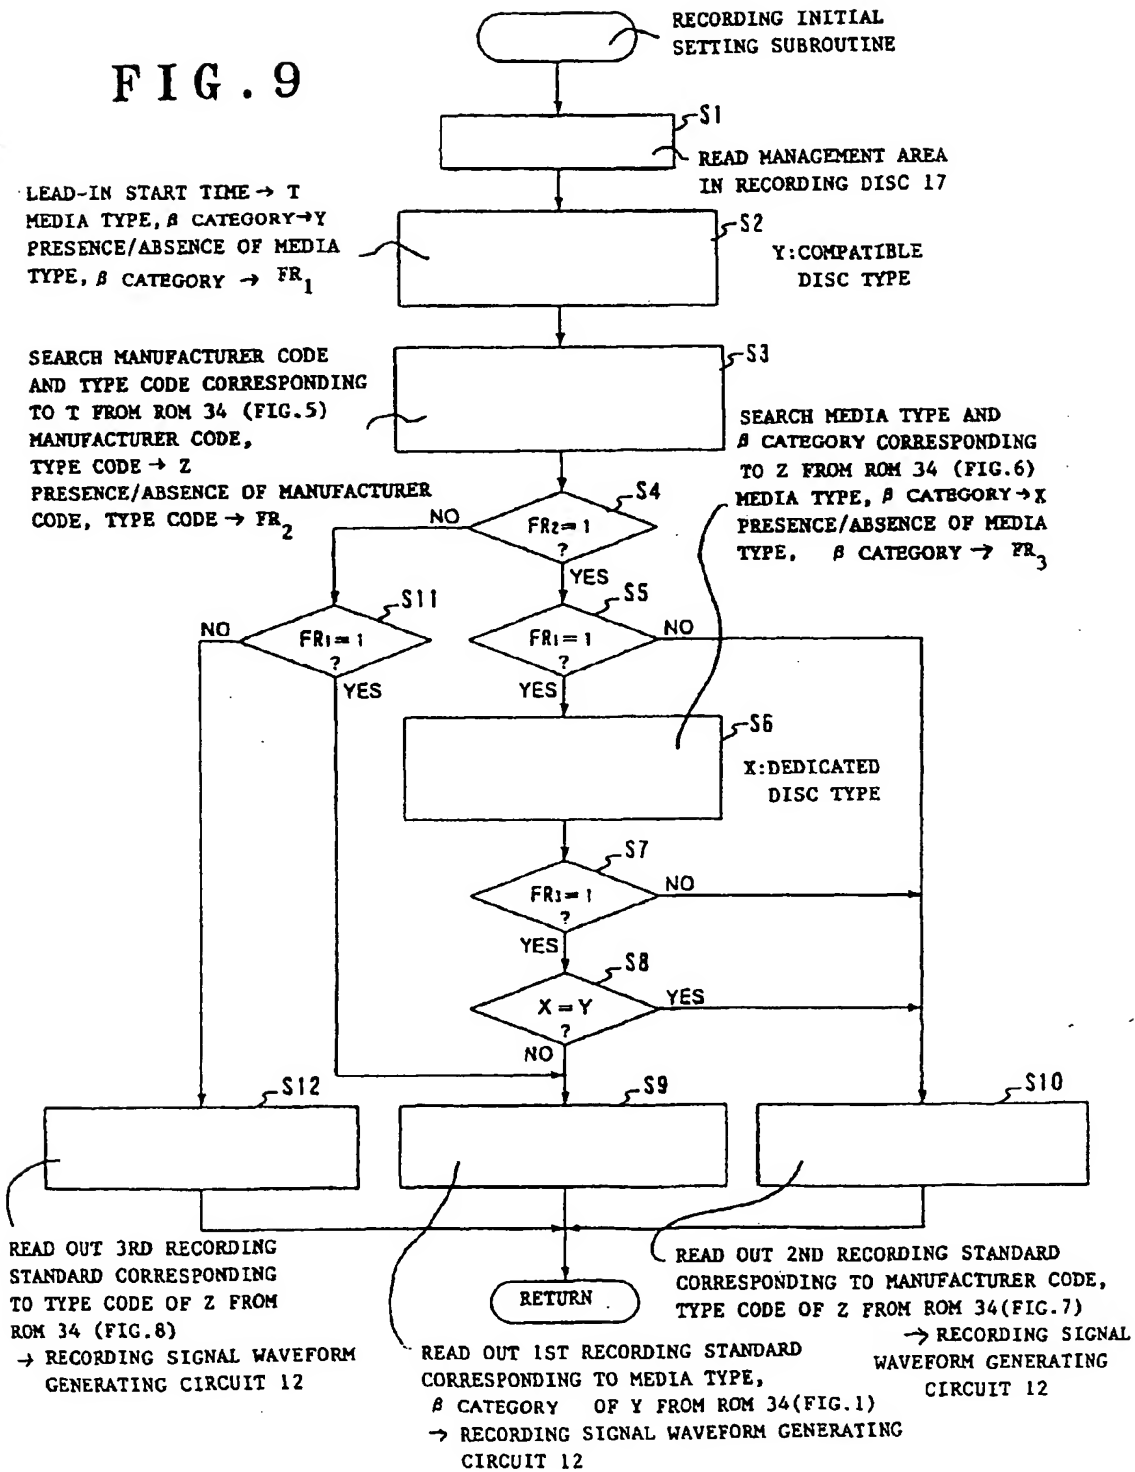 FIG. 9
RECORDING INITIAL
SETTING SUBROUTINE
S1
READ MANAGEMENT AREA
IN RECORDING DISC 17
LEAD-IN START TIME → T
MEDIA TYPE, β CATEGORY→Y
PRESENCE/ABSENCE OF MEDIA
TYPE, β CATEGORY → FR1
S2
Y:COMPATIBLE
DISC TYPE
SEARCH MANUFACTURER CODE
AND TYPE CODE CORRESPONDING
TO T FROM ROM 34 (FIG.5)
MANUFACTURER CODE,
TYPE CODE → Z
PRESENCE/ABSENCE OF MANUFACTURER
CODE, TYPE CODE → FR2
S3
SEARCH MEDIA TYPE AND
β CATEGORY CORRESPONDING
TO Z FROM ROM 34 (FIG.6)
MEDIA TYPE, β CATEGORY→X
PRESENCE/ABSENCE OF MEDIA
TYPE, β CATEGORY → FR3
S4
NO
FR2=1
?
YES
S11
NO
FR1=1
?
YES
S5
FR1=1
?
NO
YES
S6
X:DEDICATED
DISC TYPE
S7
FR3=1
?
NO
YES
S8
X=Y
?
YES
NO
S12
S9
S10
READ OUT 3RD RECORDING
STANDARD CORRESPONDING
TO TYPE CODE OF Z FROM
ROM 34 (FIG.8)
→ RECORDING SIGNAL WAVEFORM
GENERATING CIRCUIT 12
RETURN
READ OUT 1ST RECORDING STANDARD
CORRESPONDING TO MEDIA TYPE,
β CATEGORY OF Y FROM ROM 34(FIG.1)
→ RECORDING SIGNAL WAVEFORM GENERATING
CIRCUIT 12
READ OUT 2ND RECORDING STANDARD
CORRESPONDING TO MANUFACTURER CODE,
TYPE CODE OF Z FROM ROM 34(FIG.7)
→ RECORDING SIGNAL
WAVEFORM GENERATING
CIRCUIT 12